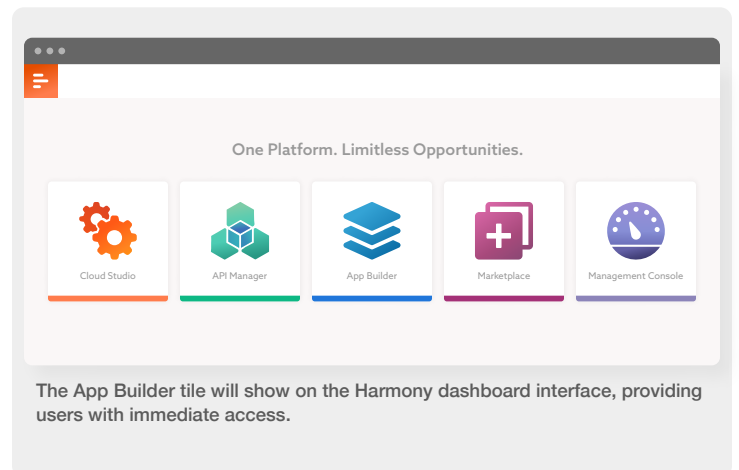 One Platform. Limitless Opportunities.
Cloud Studio
API Manager
App Builder
Marketplace
Management Console
The App Builder tile will show on the Harmony dashboard interface, providing
users with immediate access.